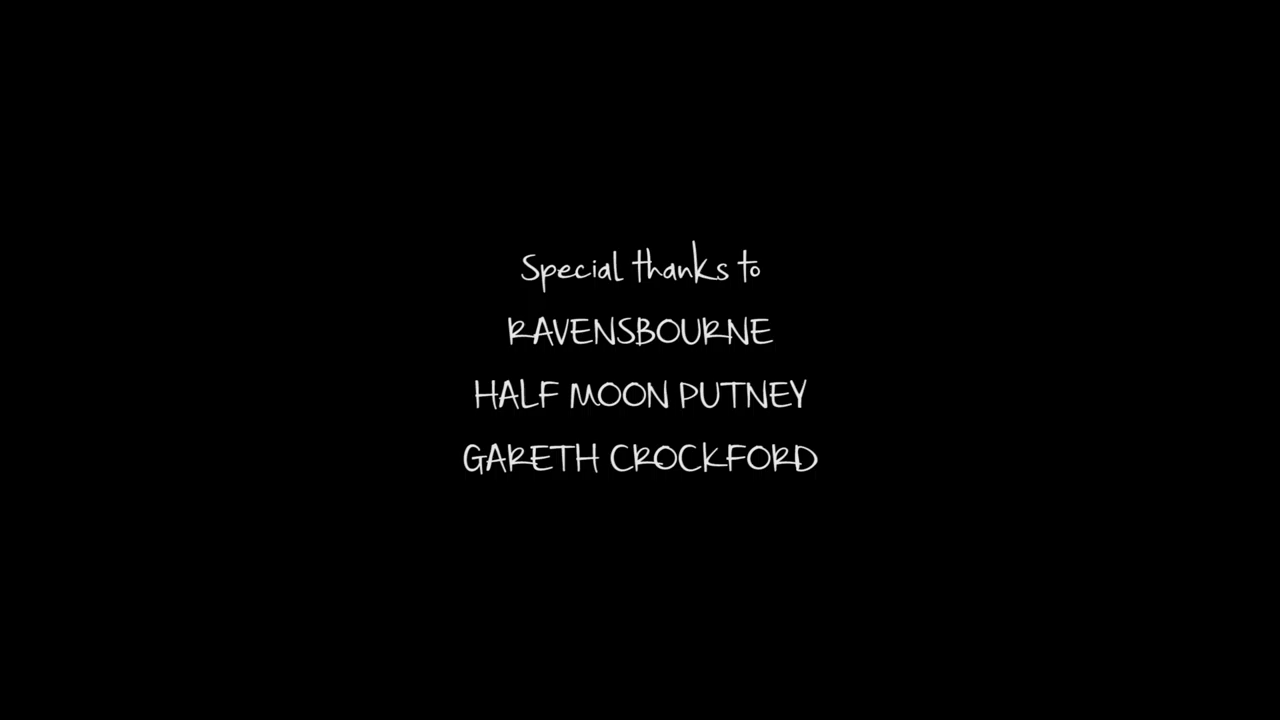 Special thanks to
RAVENSBOURNE
HALF MOON PUTNEY
GARETH CROCKFORD